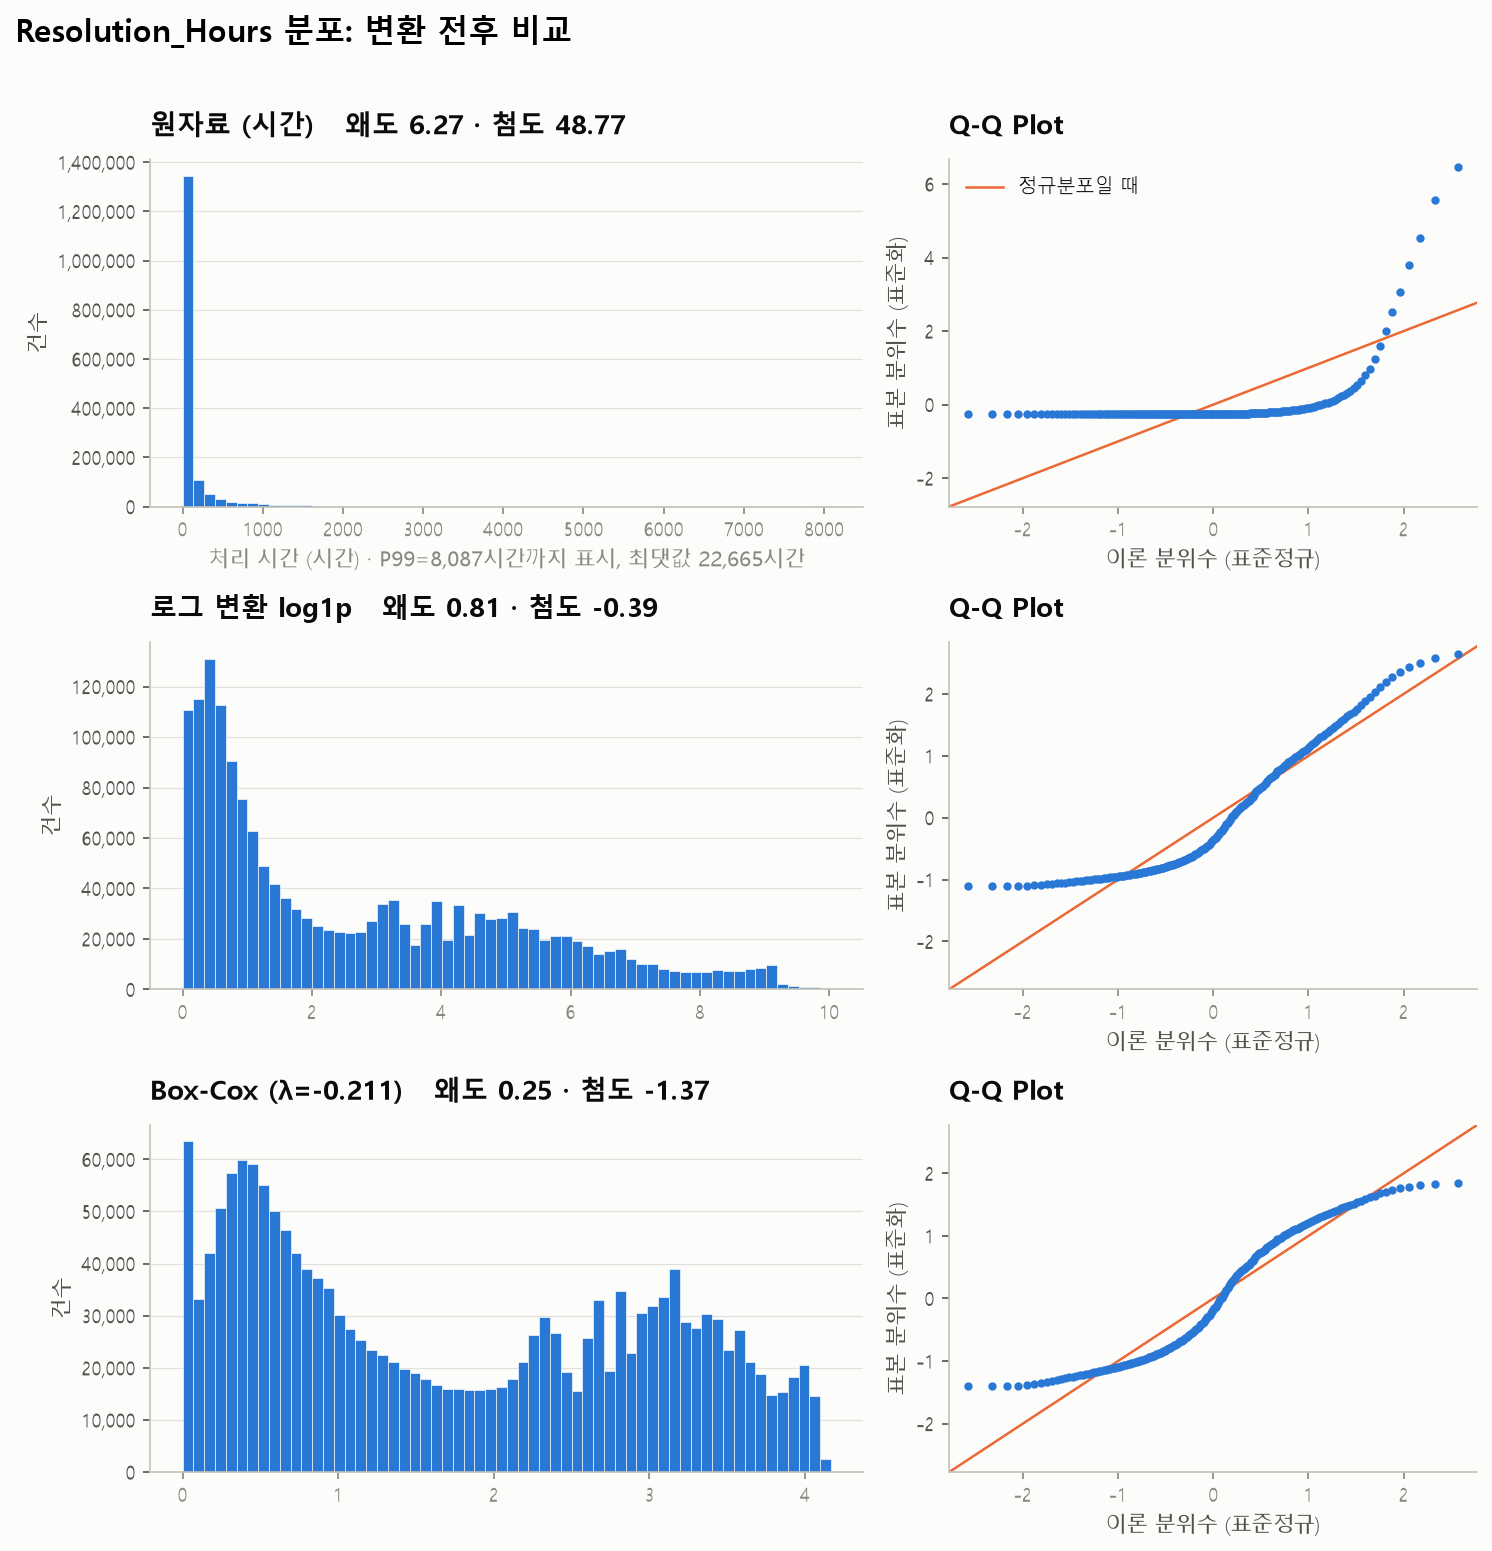 Resolution_Hours 분포: 변환 전후 비교
원자료 (시간) 왜도 6.27 · 첨도 48.77
1,400,000
1,200,000
1,000,000
800,000
600,000
400,000
200,000
0
건수
0 1000 2000 3000 4000 5000 6000 7000 8000
처리 시간 (시간) · P99=8,087시간까지 표시, 최댓값 22,665시간
Q-Q Plot
정규분포일 때
6
4
2
0
-2
표본 분위수 (표준화)
-2 -1 0 1 2
이론 분위수 (표준정규)
로그 변환 log1p 왜도 0.81 · 첨도 -0.39
120,000
100,000
80,000
60,000
40,000
20,000
0
건수
0 2 4 6 8 10
Q-Q Plot
2
1
0
-1
-2
표본 분위수 (표준화)
-2 -1 0 1 2
이론 분위수 (표준정규)
Box-Cox (λ=-0.211) 왜도 0.25 · 첨도 -1.37
60,000
50,000
40,000
30,000
20,000
10,000
0
건수
0 1 2 3 4
Q-Q Plot
2
1
0
-1
-2
표본 분위수 (표준화)
-2 -1 0 1 2
이론 분위수 (표준정규)